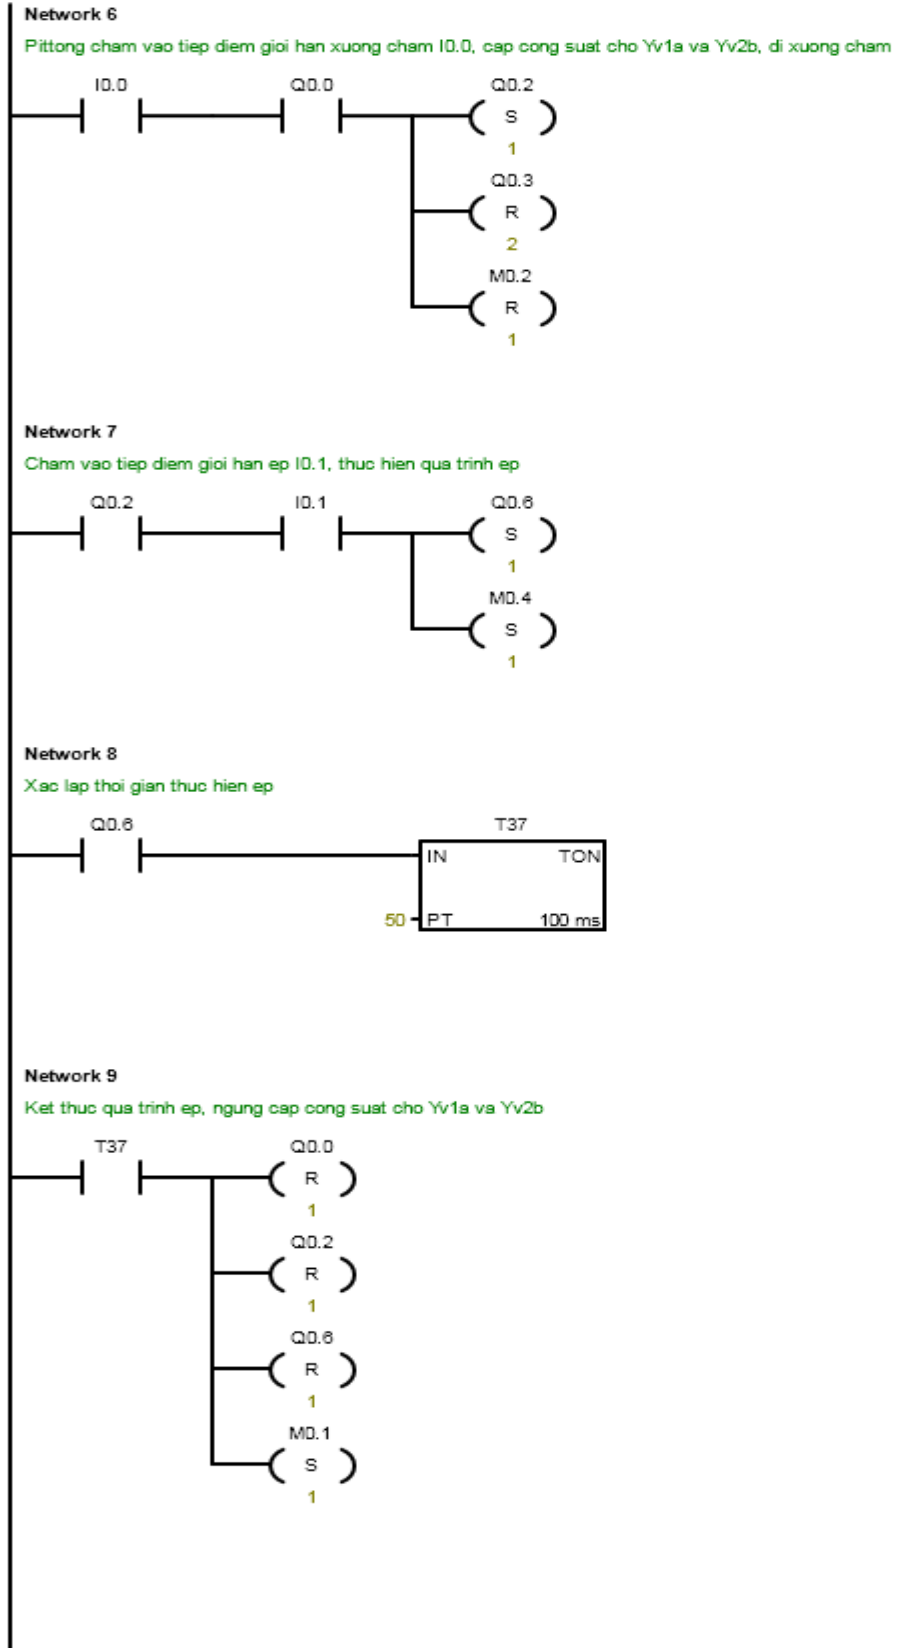 Network 6
Pittong cham vao tiep diem gioi han xuong cham I0.0, cap cong suat cho Yv1a va Yv2b, di xuong cham
I0.0 Q0.0 Q0.2
S
1
Q0.3
R
2
M0.2
R
1
Network 7
Cham vao tiep diem gioi han ep I0.1, thuc hien qua trinh ep
Q0.2 I0.1 Q0.6
S
1
M0.4
S
1
Network 8
Xac lap thoi gian thuc hien ep
Q0.6 T37
IN TON
50 PT 100 ms
Network 9
Ket thuc qua trinh ep, ngung cap cong suat cho Yv1a va Yv2b
T37 Q0.0
R
1
Q0.2
R
1
Q0.6
R
1
M0.1
S
1